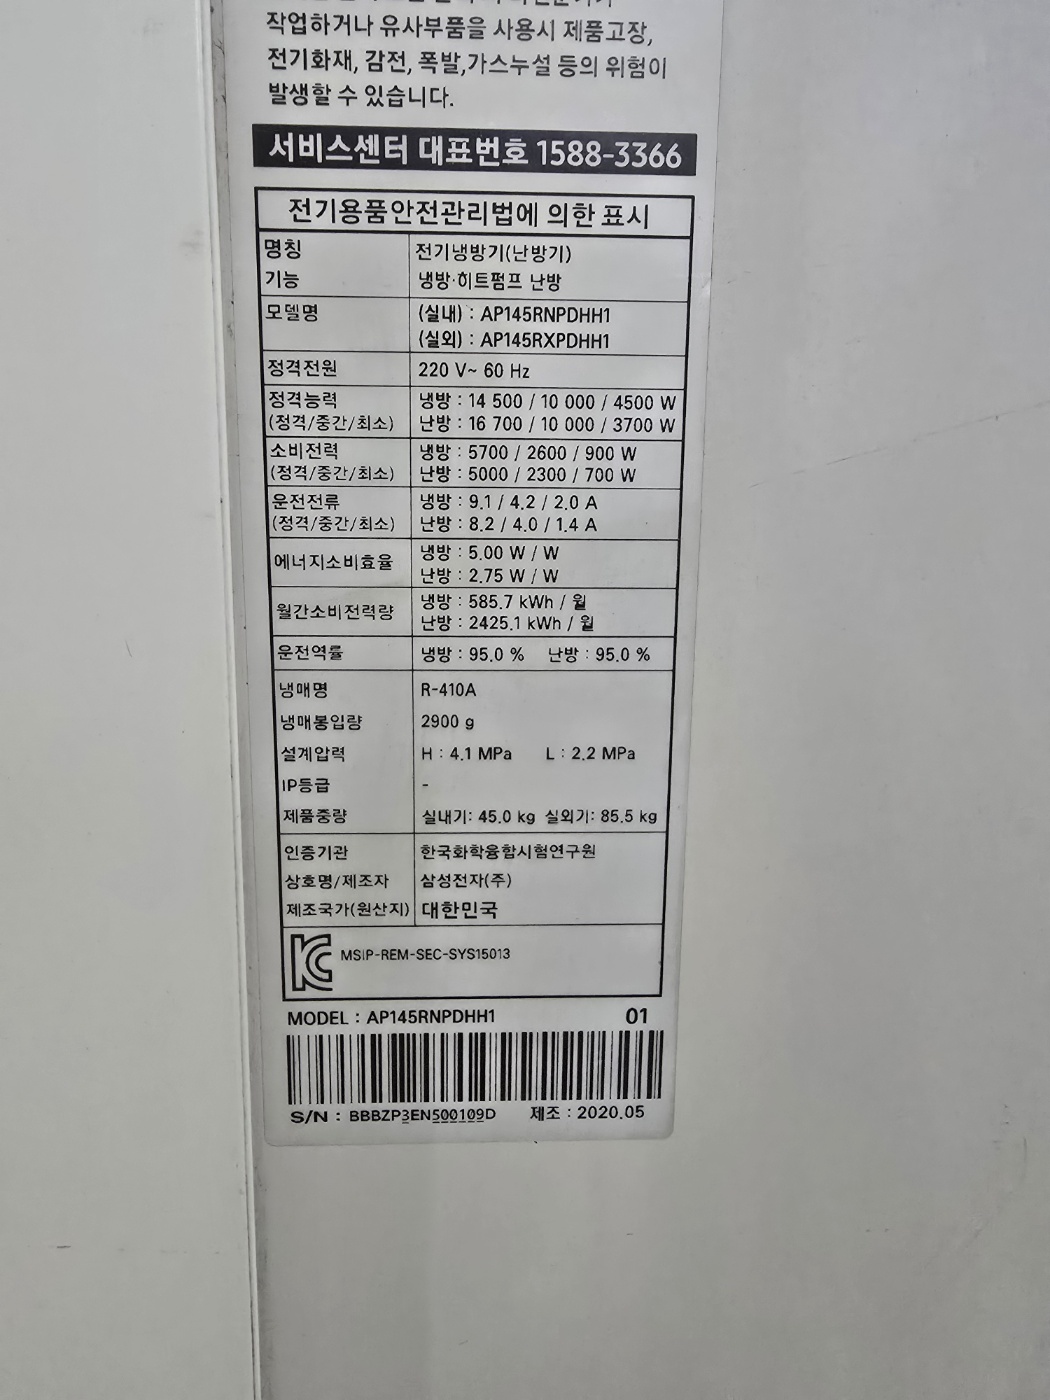 작업하거나 유사부품을 사용시 제품고장,
전기화재, 감전, 폭발,가스누설 등의 위험이
발생할 수 있습니다.
서비스센터 대표번호 1588-3366
전기용품안전관리법에 의한 표시
명칭 전기냉방기(난방기)
기능 냉방·히트펌프 난방
모델명 (실내) : AP145RNPDHH1
(실외) : AP145RXPDHH1
정격전원 220 V~ 60 Hz
정격능력 냉방 : 14 500 / 10 000 / 4500 W
(정격/중간/최소) 난방 : 16 700 / 10 000 / 3700 W
소비전력 냉방 : 5700 / 2600 / 900 W
(정격/중간/최소) 난방 : 5000 / 2300 / 700 W
운전전류 냉방 : 9.1 / 4.2 / 2.0 A
(정격/중간/최소) 난방 : 8.2 / 4.0 / 1.4 A
에너지소비효율 냉방 : 5.00 W / W
난방 : 2.75 W / W
월간소비전력량 냉방 : 585.7 kWh / 월
난방 : 2425.1 kWh / 월
운전역률 냉방 : 95.0 % 난방 : 95.0 %
냉매명 R-410A
냉매봉입량 2900 g
설계압력 H : 4.1 MPa L : 2.2 MPa
IP등급 -
제품중량 실내기: 45.0 kg 실외기: 85.5 kg
인증기관 한국화학융합시험연구원
상호명/제조자 삼성전자(주)
제조국가(원산지) 대한민국
MSIP-REM-SEC-SYS15013
MODEL : AP145RNPDHH1 01
S/N : BBBZP3EN500109D 제조 : 2020.05